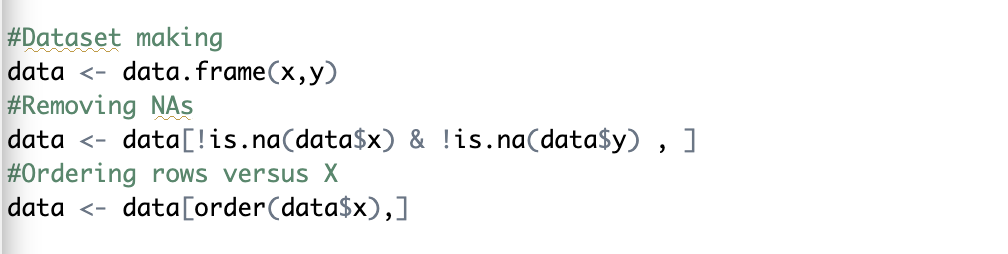 #Dataset making
data <- data.frame(x,y)
#Removing NAs
data <- data[!is.na(data$x) & !is.na(data$y) , ]
#Ordering rows versus X
data <- data[order(data$x),]